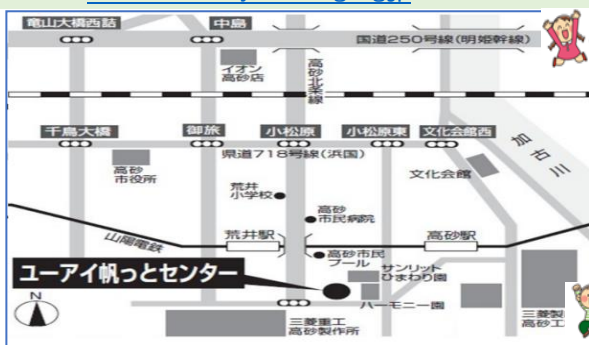 竜山大橋西詰
中島
国道250号線(明姫幹線)
イオン
高砂店
高砂北条線
千鳥大橋
御旅
小松原
小松原東
文化会館西
加古川
県道718号線(浜国)
高砂
市役所
文化会館
荒井
小学校
高砂
市民病院
山陽電鉄
荒井駅
高砂駅
高砂市民
プール
サンリット
ひまわり園
ユーアイ帆っとセンター
ハーモニー園
N
三菱重工
高砂製作所
三菱製
高砂工